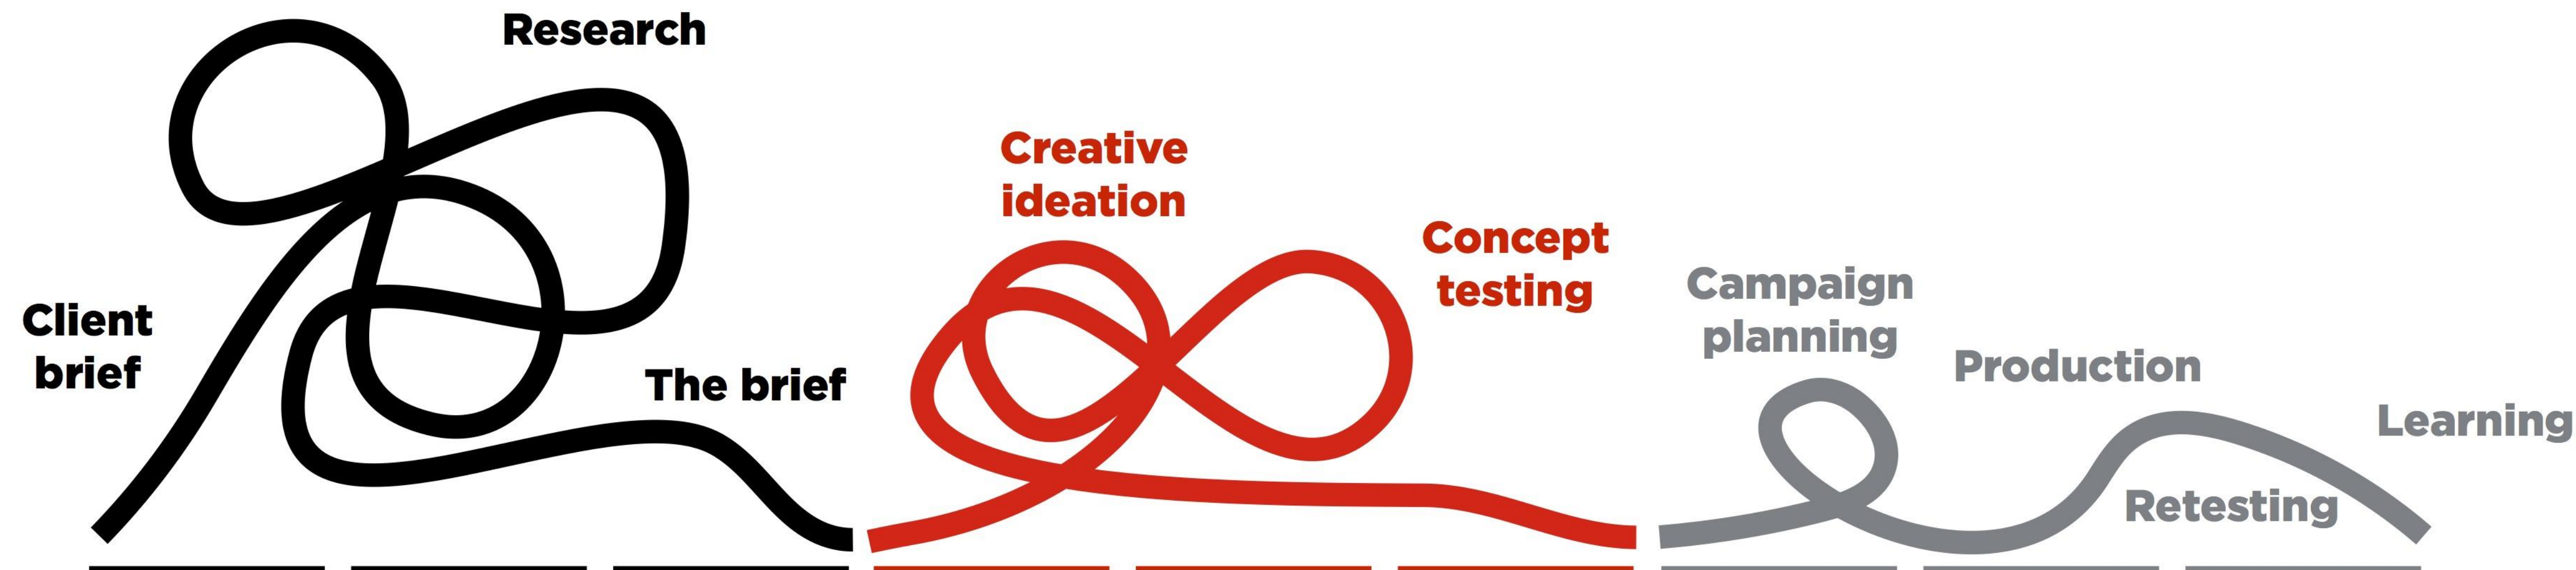 Research
Client
brief
The brief
Creative
ideation
Concept
testing
Campaign
planning
Production
Retesting
Learning